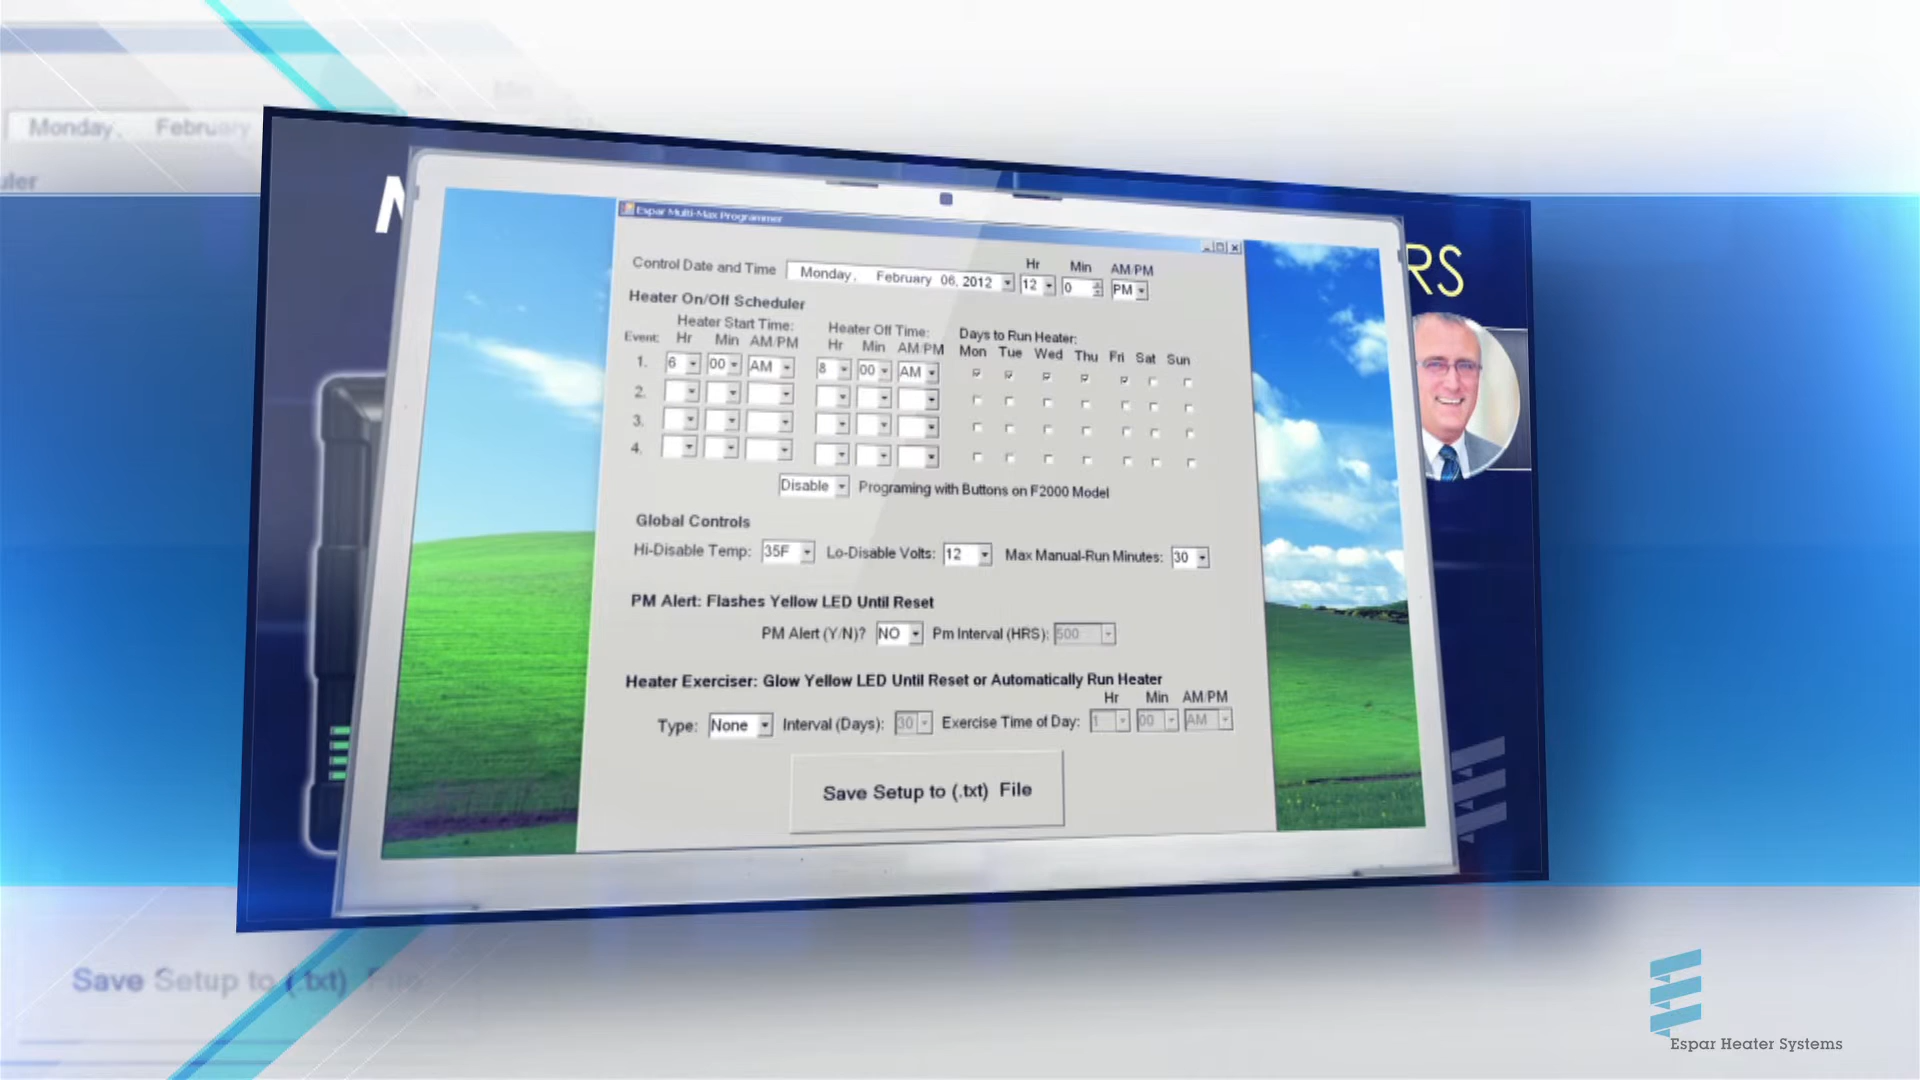 Monday, February
uler
N
RS
Espar Multi-Max Programmer
Hr Min AM/PM
Control Date and Time Monday, February 06, 2012 12 0 PM
Heater On/Off Scheduler
Heater Start Time: Heater Off Time: Days to Run Heater:
Event: Hr Min AM/PM Hr Min AM/PM Mon Tue Wed Thu Fri Sat Sun
1. 6 00 AM 8 00 AM
2.
3.
4.
Disable Programing with Buttons on F2000 Model
Global Controls
Hi-Disable Temp: 35F Lo-Disable Volts: 12 Max Manual-Run Minutes: 30
PM Alert: Flashes Yellow LED Until Reset
PM Alert (Y/N)? NO Pm Interval (HRS): 500
Heater Exerciser: Glow Yellow LED Until Reset or Automatically Run Heater
Hr Min AM/PM
Type: None Interval (Days): 30 Exercise Time of Day: 1 00 AM
Save Setup to (.txt) File
Save Setup to (.txt) File
Espar Heater Systems